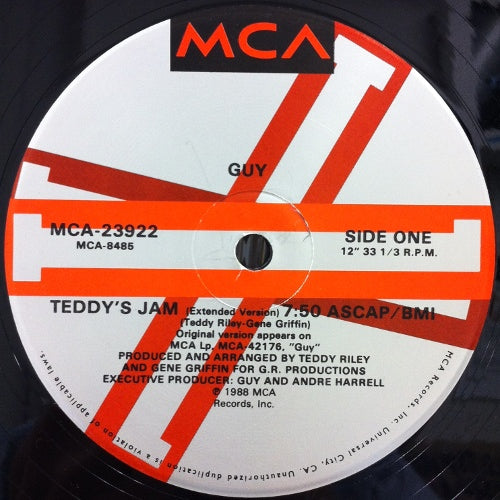 MCA
GUY
MCA-23922
MCA-8485
SIDE ONE
12" 33 1/3 R.P.M.
TEDDY'S JAM (Extended Version) 7:50 ASCAP/BMI
(Teddy Riley-Gene Griffin)
Original version appears on
MCA Lp, MCA-42176, "Guy"
PRODUCED AND ARRANGED BY TEDDY RILEY
AND GENE GRIFFIN FOR G.R. PRODUCTIONS
EXECUTIVE PRODUCER: GUY AND ANDRE HARRELL
℗ 1988 MCA
Records, Inc.
MCA Records, Inc. Universal City, CA. Unauthorized duplication is a violation of applicable laws.